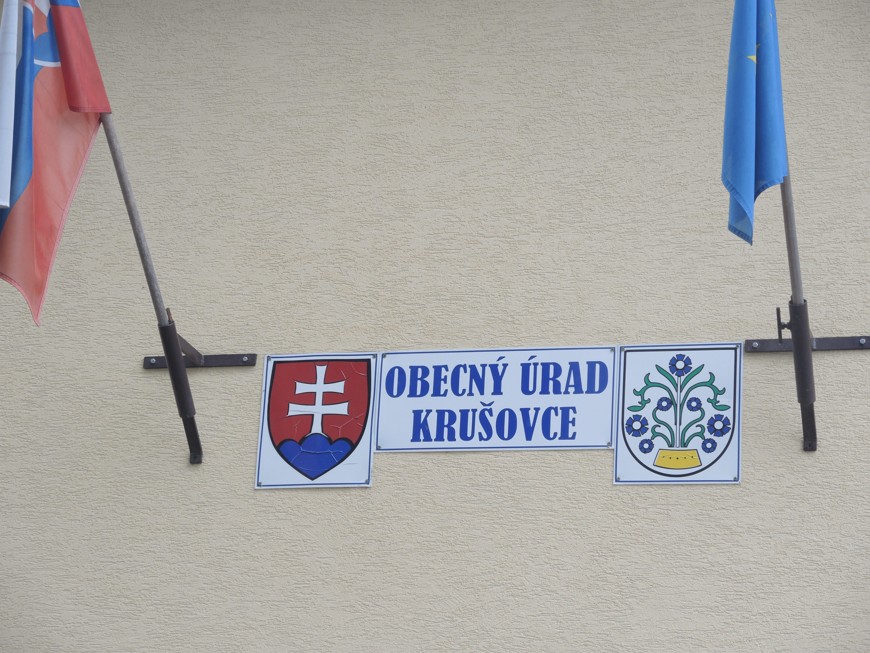 OBECNÝ ÚRAD
KRUŠOVCE